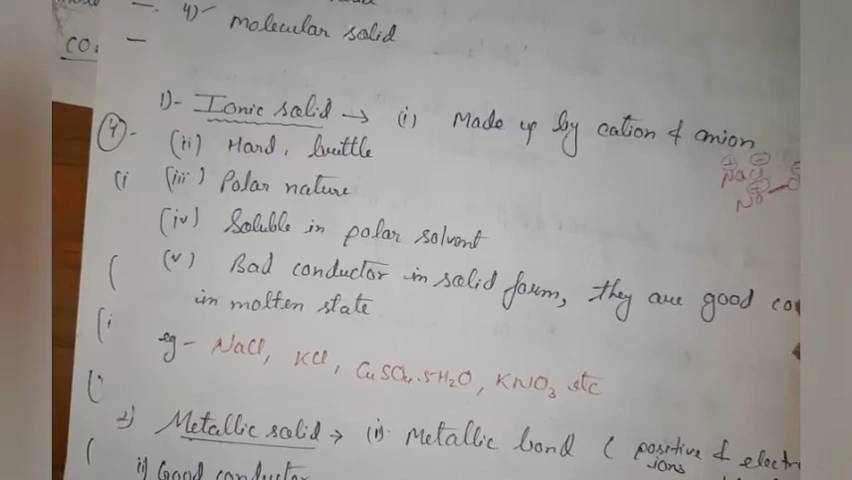 4)- Molecular solid
1)- Ionic solid → (i) Made up by cation & anion
(ii) Hard, brittle
(iii) Polar nature
(iv) Soluble in polar solvent
(v) Bad conductor in solid form, they are good co
in molten state
eg - NaCl, KCl, CuSO4.5H2O, KNO3 etc
2) Metallic solid → (i). Metallic bond ( positive & electr
ions
ii) Good conductor